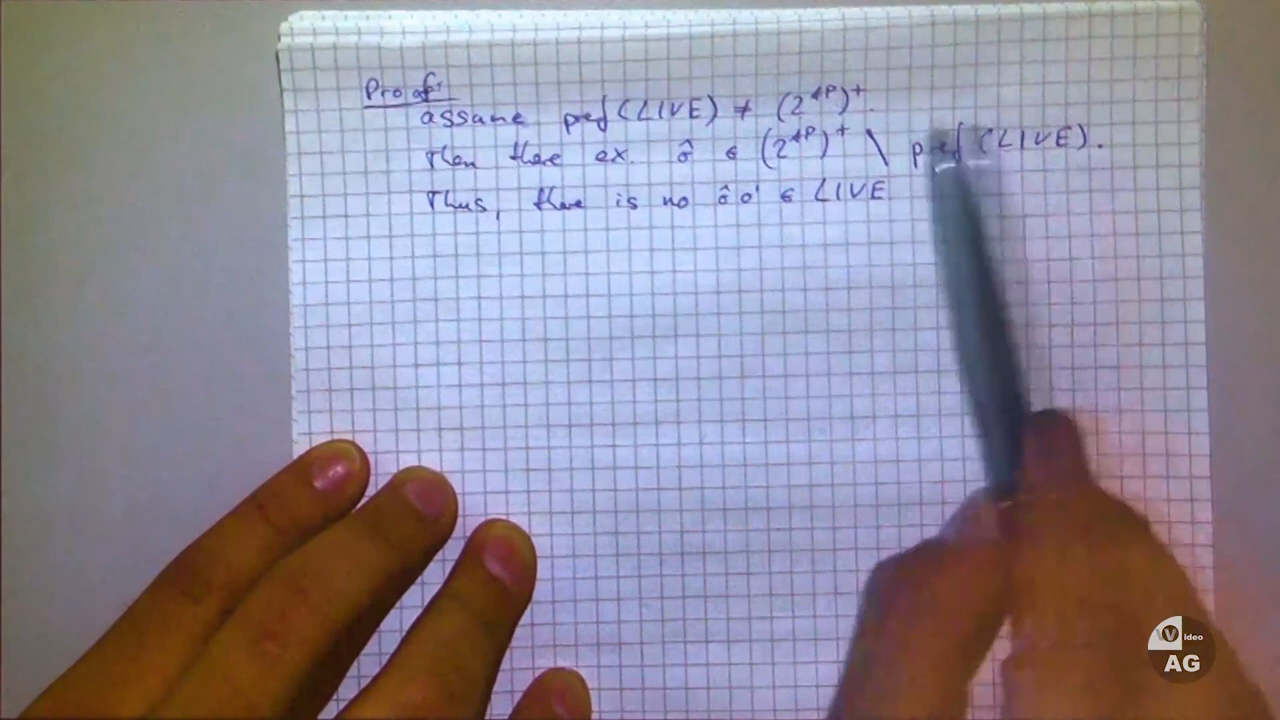 Proof:
assume pref(LIVE) ≠ (2^AP)^+.
Then there ex. σ̂ ∈ (2^AP)^+ \ pref(LIVE).
Thus, there is no σ̂σ' ∈ LIVE
Video
AG